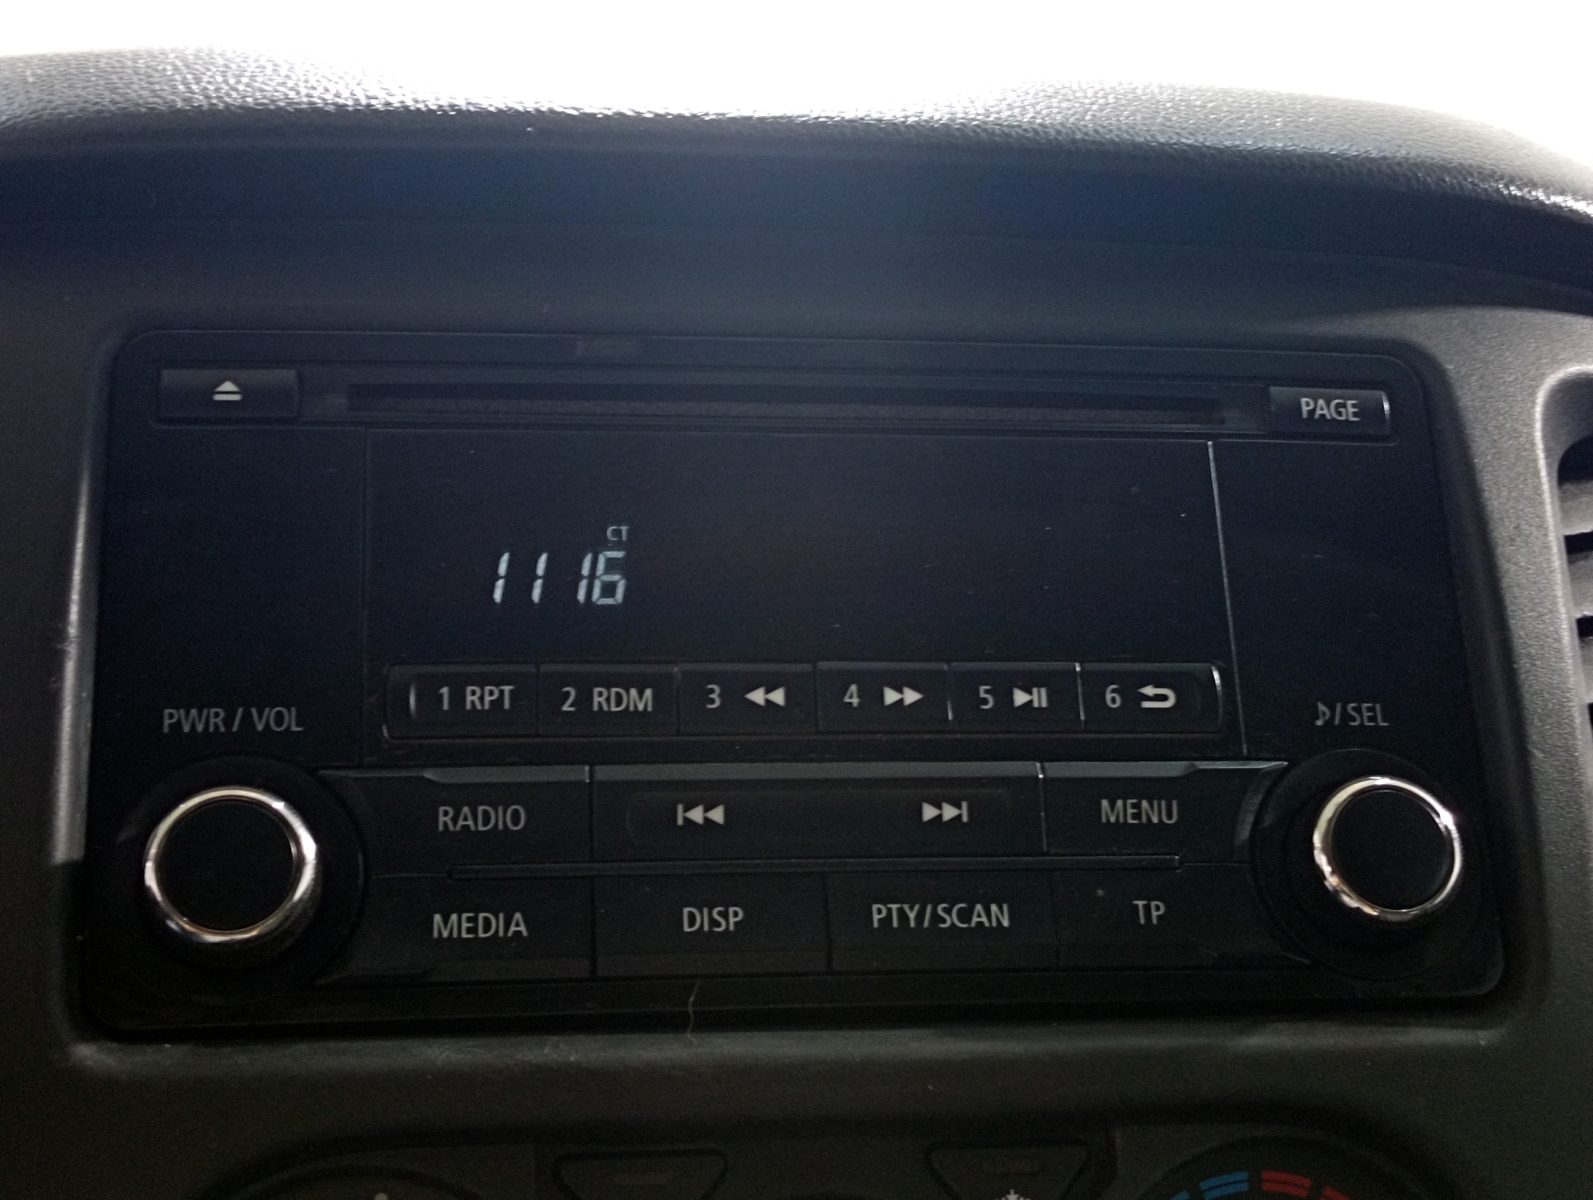 PAGE
CT
11 16
1 RPT 2 RDM 3 4 5 6
PWR / VOL
/ SEL
RADIO MENU
MEDIA DISP PTY/SCAN TP